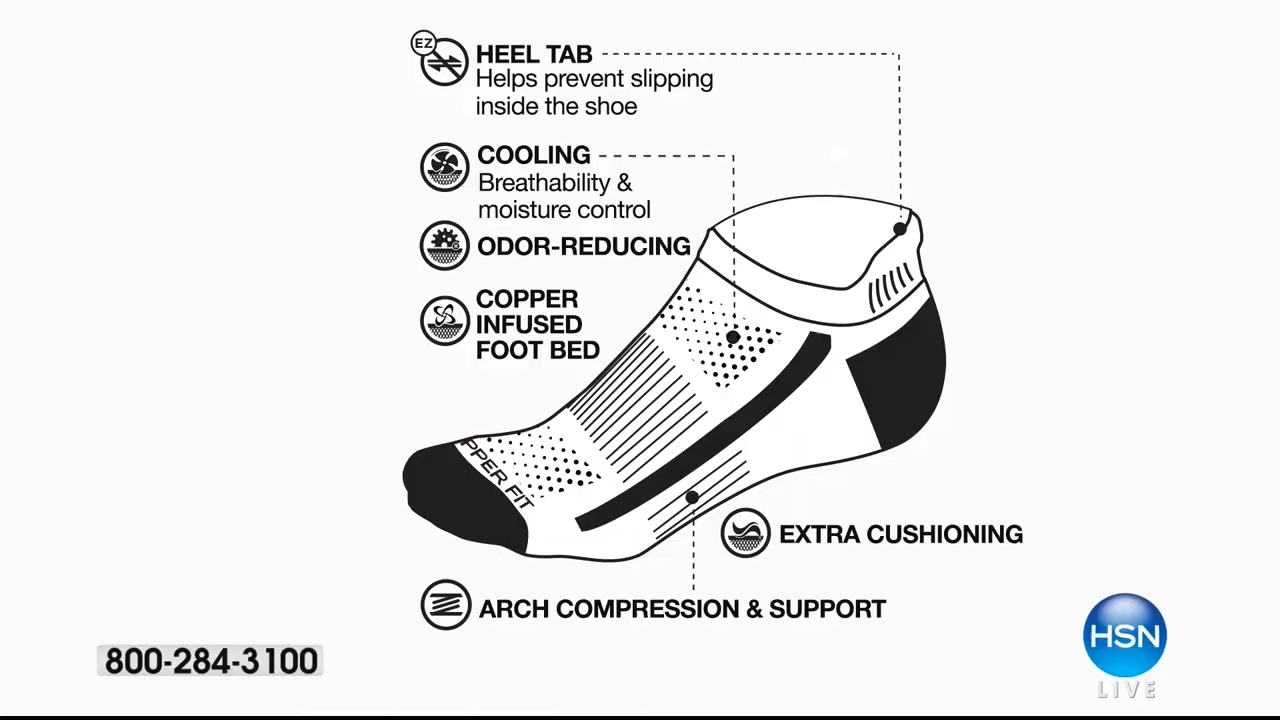 EZ
HEEL TAB
Helps prevent slipping
inside the shoe
COOLING
Breathability &
moisture control
ODOR-REDUCING
COPPER
INFUSED
FOOT BED
PPER FIT
EXTRA CUSHIONING
ARCH COMPRESSION & SUPPORT
800-284-3100
HSN
LIVE